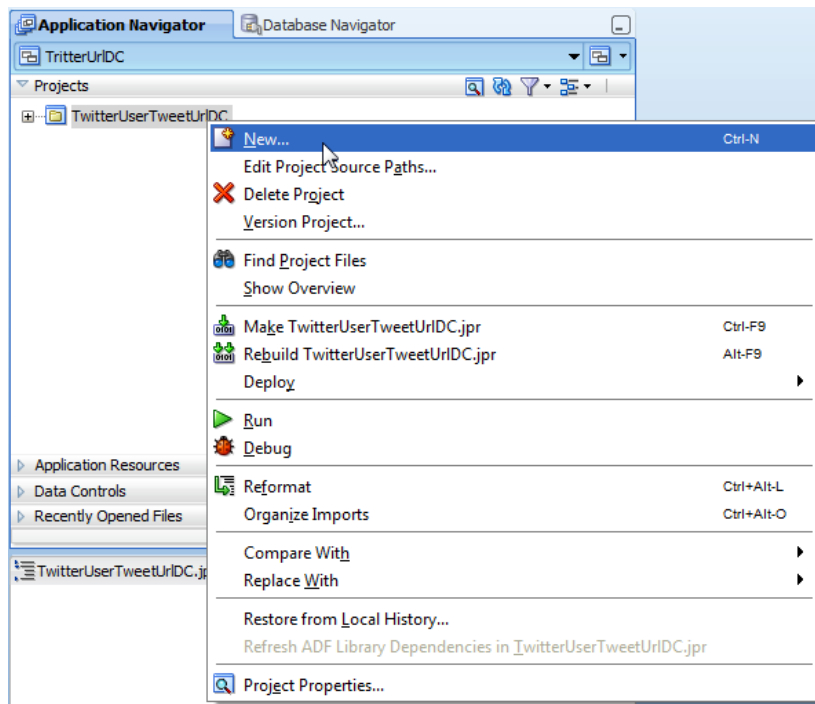 Application Navigator Database Navigator
TritterUrlDC
Projects
TwitterUserTweetUrlDC
New... Ctrl-N
Edit Project Source Paths...
Delete Project
Version Project...
Find Project Files
Show Overview
Make TwitterUserTweetUrlDC.jpr Ctrl-F9
Rebuild TwitterUserTweetUrlDC.jpr Alt-F9
Deploy
Run
Debug
Application Resources
Reformat Ctrl+Alt-L
Data Controls
Organize Imports Ctrl+Alt-O
Recently Opened Files
Compare With
TwitterUserTweetUrlDC.jp
Replace With
Restore from Local History...
Refresh ADF Library Dependencies in TwitterUserTweetUrlDC.jpr
Project Properties...